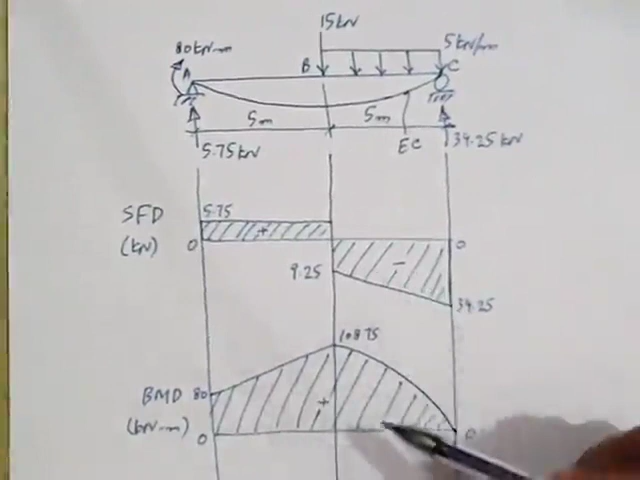 15kN
80kN-m
5kN/m
A
B
C
5m
5m
EC
5.75kN
34.25kN
SFD
(kN)
5.75
+
0
0
9.25
-
34.25
108.75
BMD
80
(kN-m)
+
0
0